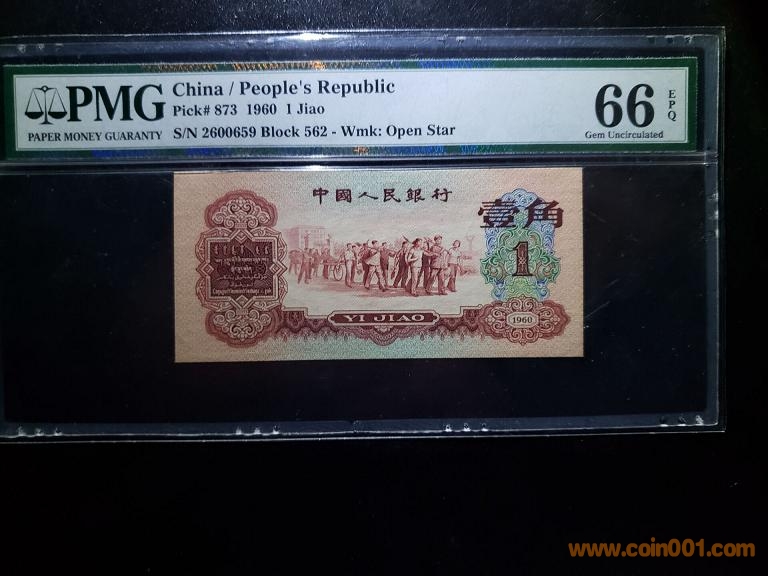 PMG
PAPER MONEY GUARANTY
China / People's Republic
Pick# 873 1960 1 Jiao
S/N 2600659 Block 562 - Wmk: Open Star
66 EPQ
Gem Uncirculated
中國人民銀行
壹角
1
YI JIAO
1960
www.coin001.com